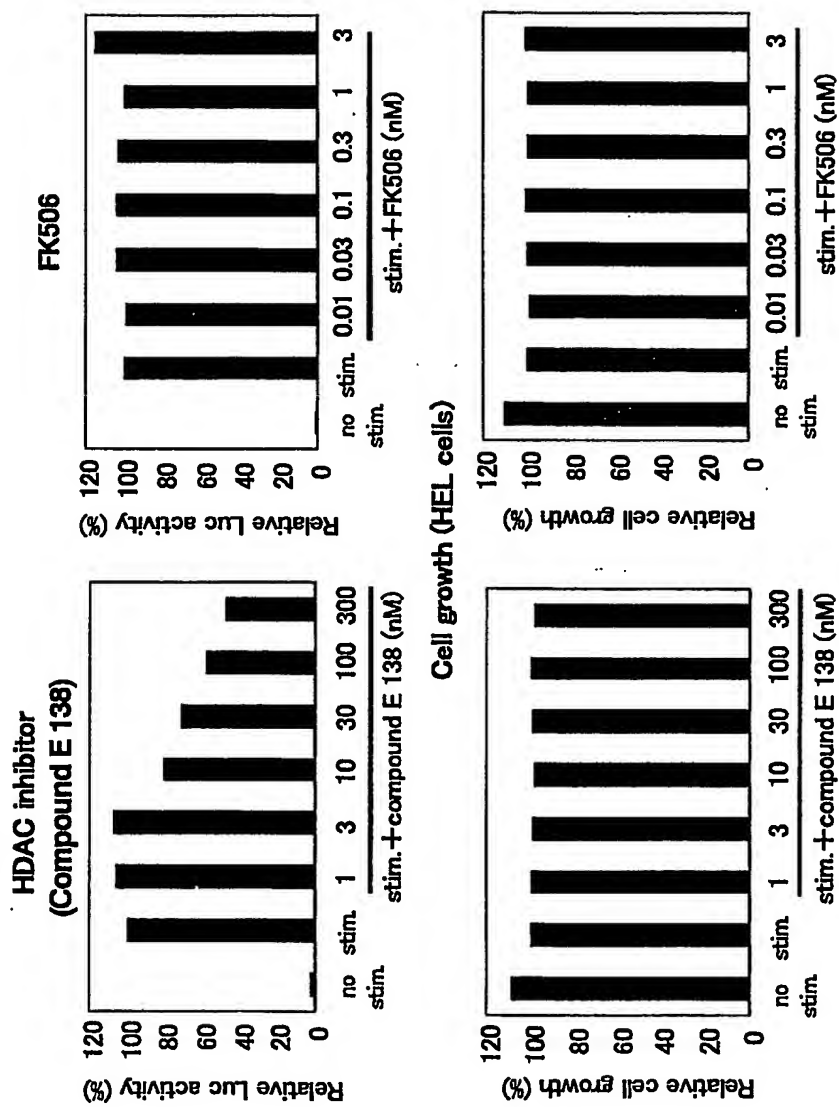 HDAC inhibitor
(Compound E 138)
Relative Luc activity (%)
120
100
80
60
40
20
0
no stim.
stim.
1
3
10
30
100
300
stim.+compound E 138 (nM)
FK506
Relative Luc activity (%)
120
100
80
60
40
20
0
no stim.
stim.
0.01
0.03
0.1
0.3
1
3
stim.+FK506 (nM)
Cell growth (HEL cells)
Relative cell growth (%)
120
100
80
60
40
20
0
no stim.
stim.
1
3
10
30
100
300
stim.+compound E 138 (nM)
Relative cell growth (%)
120
100
80
60
40
20
0
no stim.
stim.
0.01
0.03
0.1
0.3
1
3
stim.+FK506 (nM)